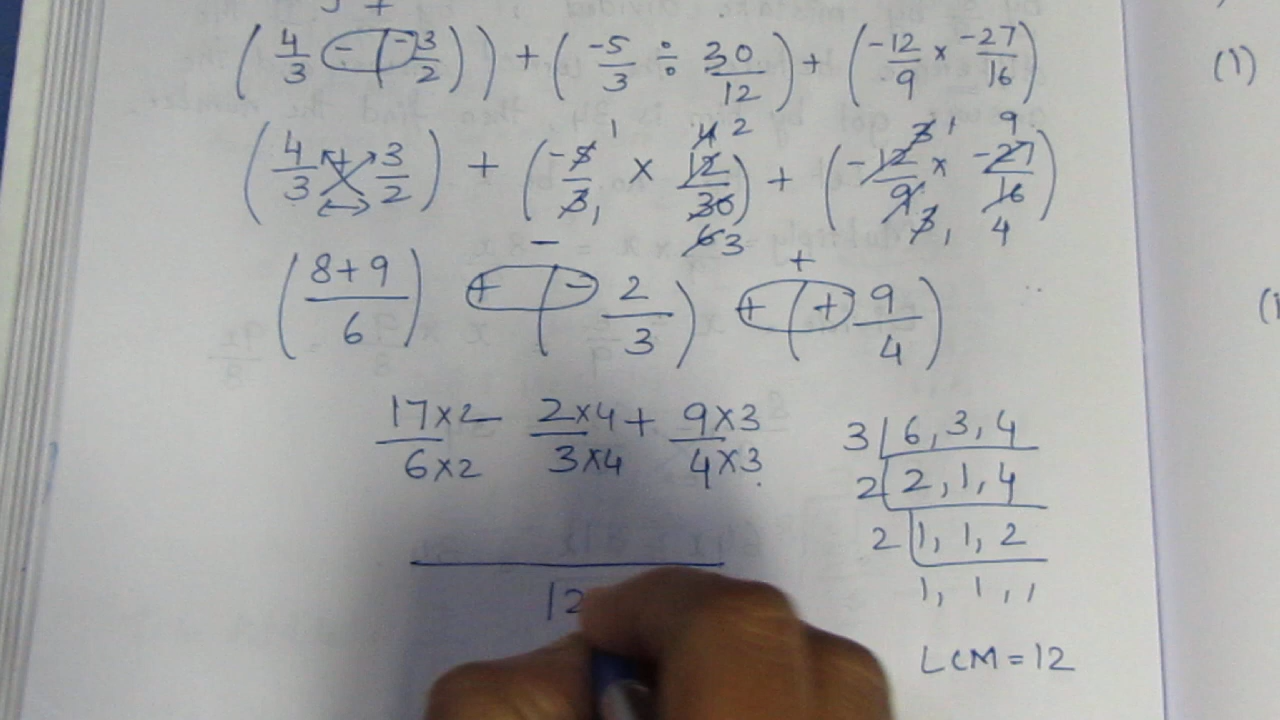 (4/3 - (-3/2)) + (-5/3 ÷ 30/12) + (-12/9 × -27/16)
(1)
(4/3 + 3/2) + (-5/3 × 12/30) + (-12/9 × -27/16)
((8+9)/6) + (-2/3) + (+9/4)
(17×2)/(6×2) - (2×4)/(3×4) + (9×3)/(4×3)
12
3 | 6, 3, 4
2 | 2, 1, 4
2 | 1, 1, 2
1, 1, 1
LCM = 12